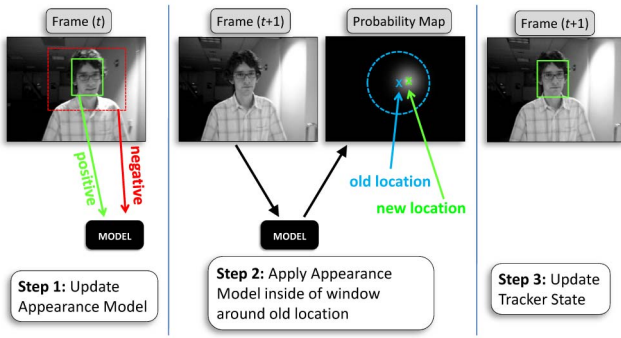 Frame (t)
positive
negative
MODEL
Step 1: Update
Appearance Model
Frame (t+1)
Probability Map
old location
new location
X
X
MODEL
Step 2: Apply Appearance
Model inside of window
around old location
Frame (t+1)
Step 3: Update
Tracker State